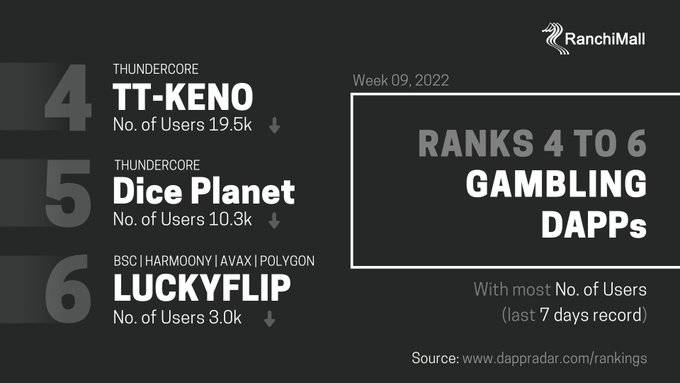 RanchiMall
4
THUNDERCORE
TT-KENO
No. of Users 19.5k
5
THUNDERCORE
Dice Planet
No. of Users 10.3k
6
BSC|HARMOONY|AVAX|POLYGON
LUCKYFLIP
No. of Users 3.0k
Week 09, 2022
RANKS 4 TO 6
GAMBLING
DAPPs
With most No. of Users
(last 7 days record)
Source: www.dappradar.com/rankings